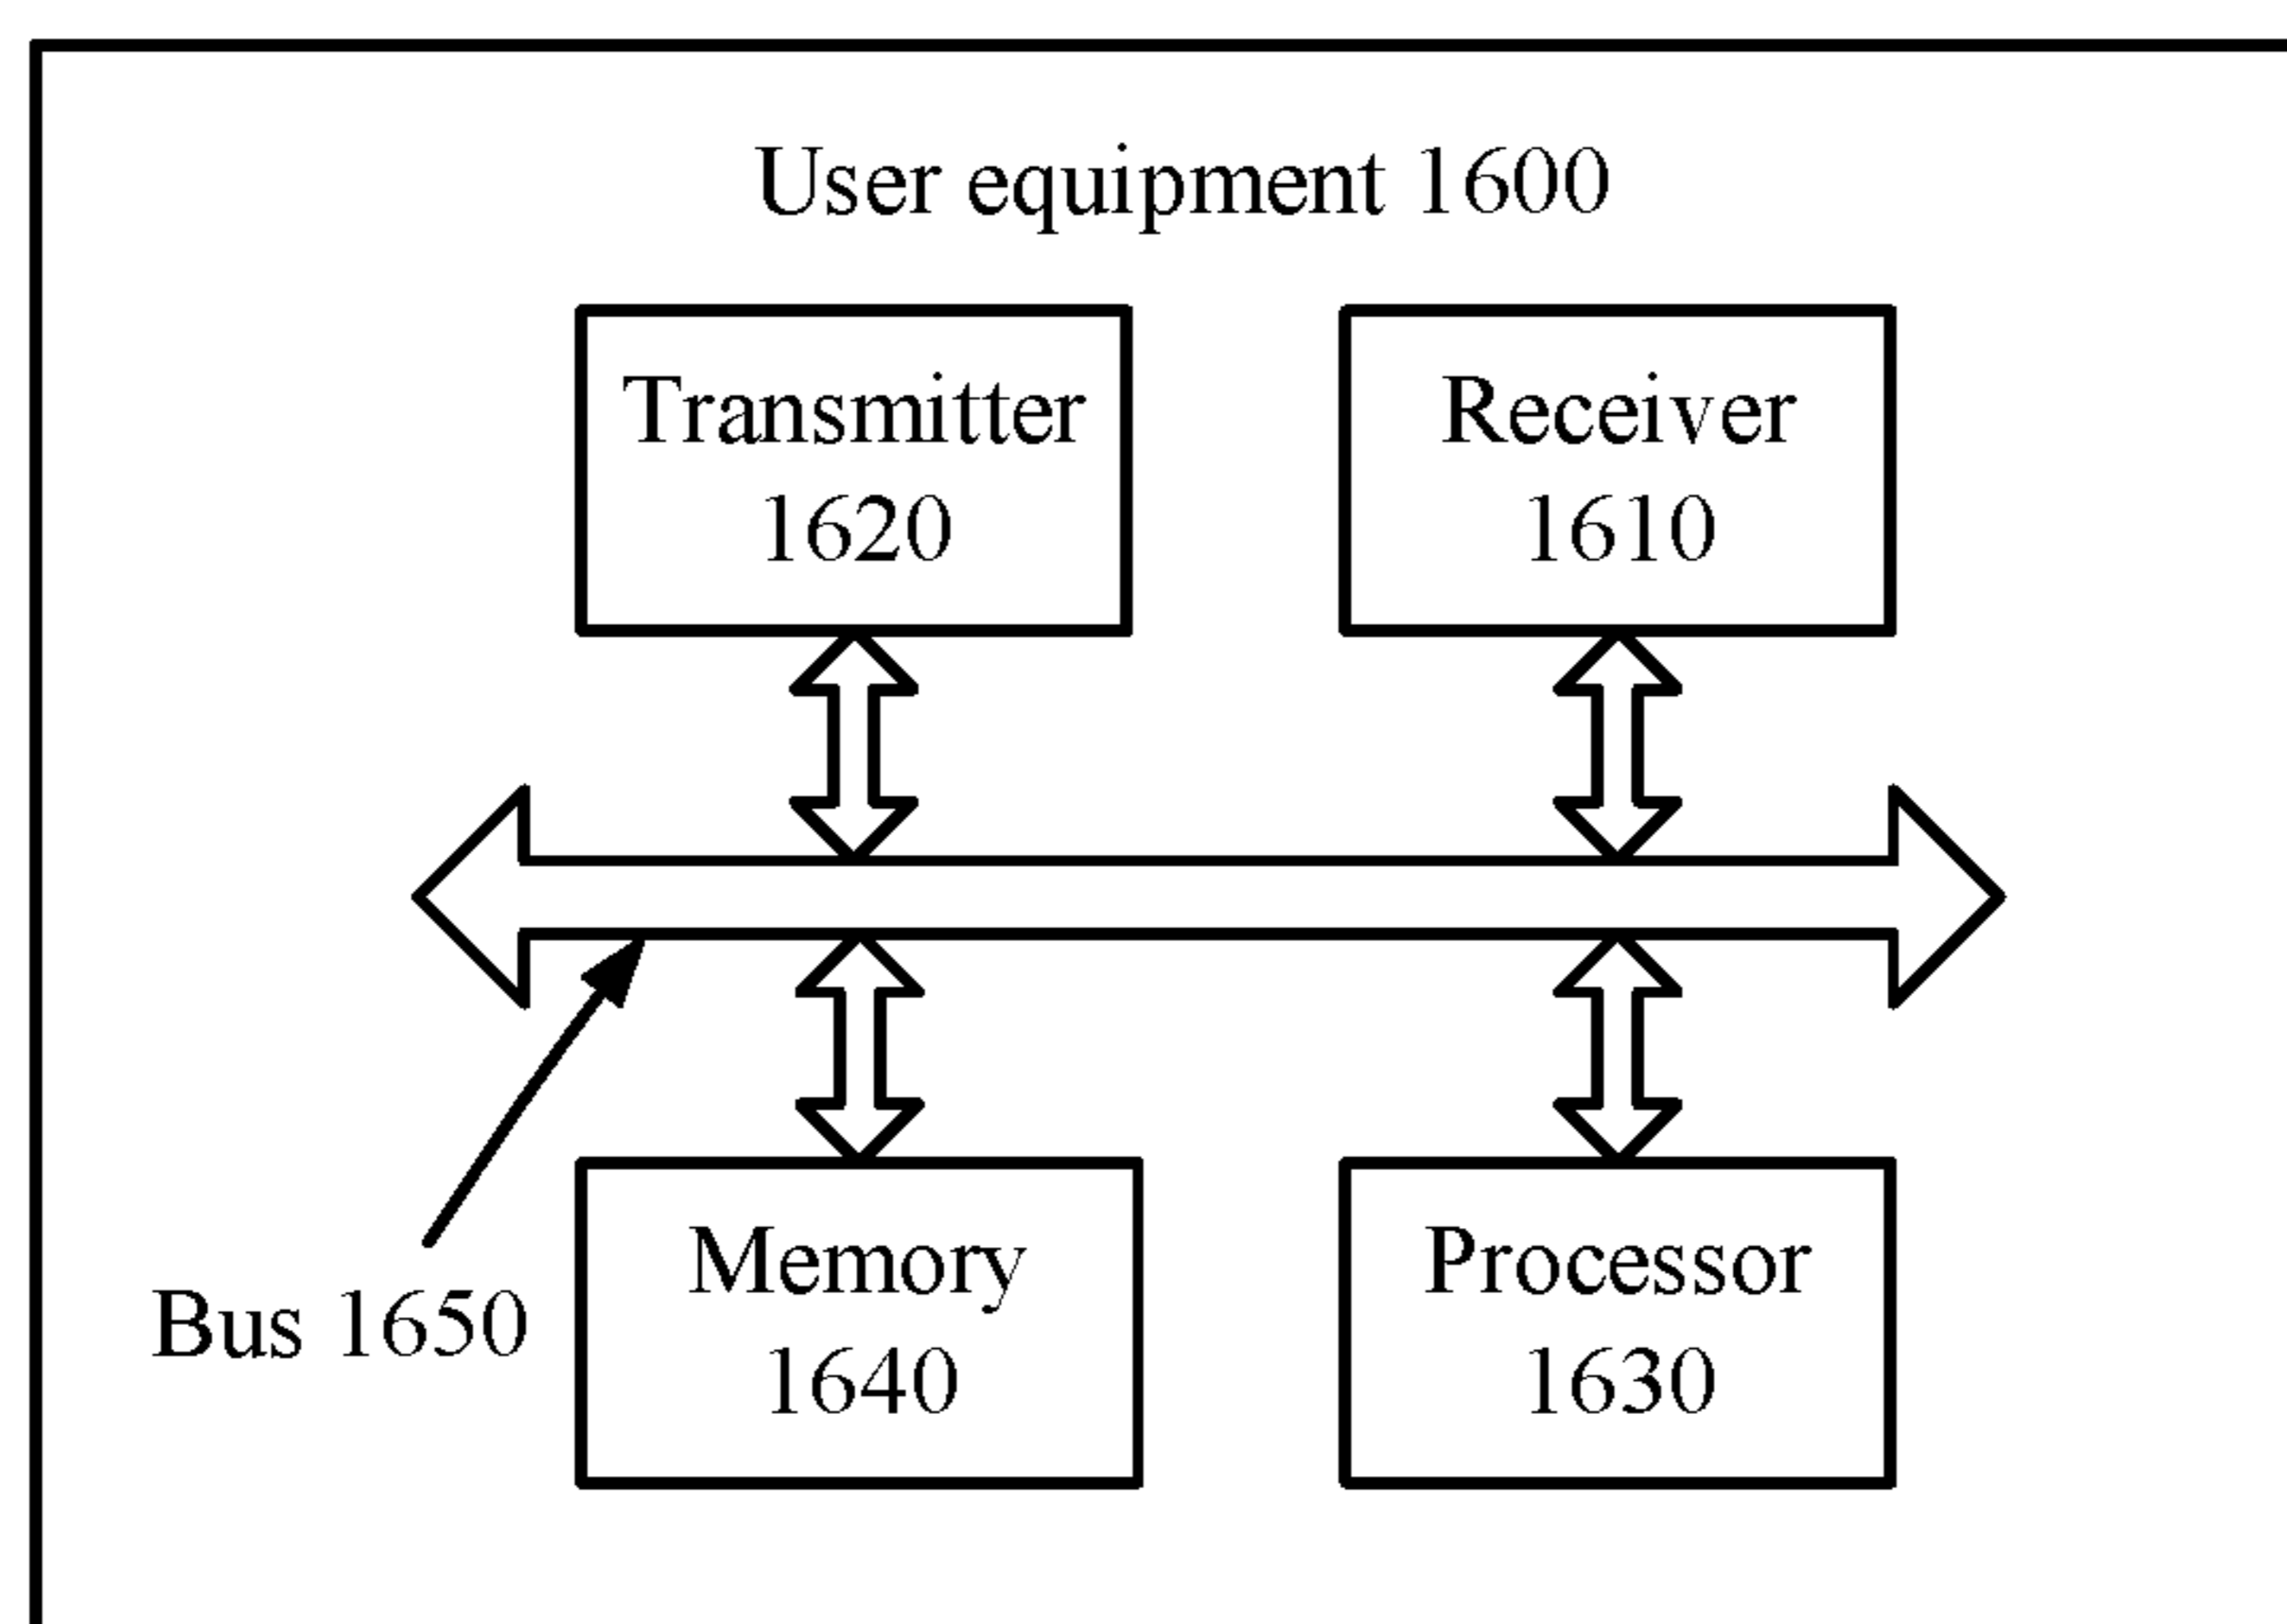 User equipment 1600
Transmitter
1620
Receiver
1610
Bus 1650
Memory
1640
Processor
1630